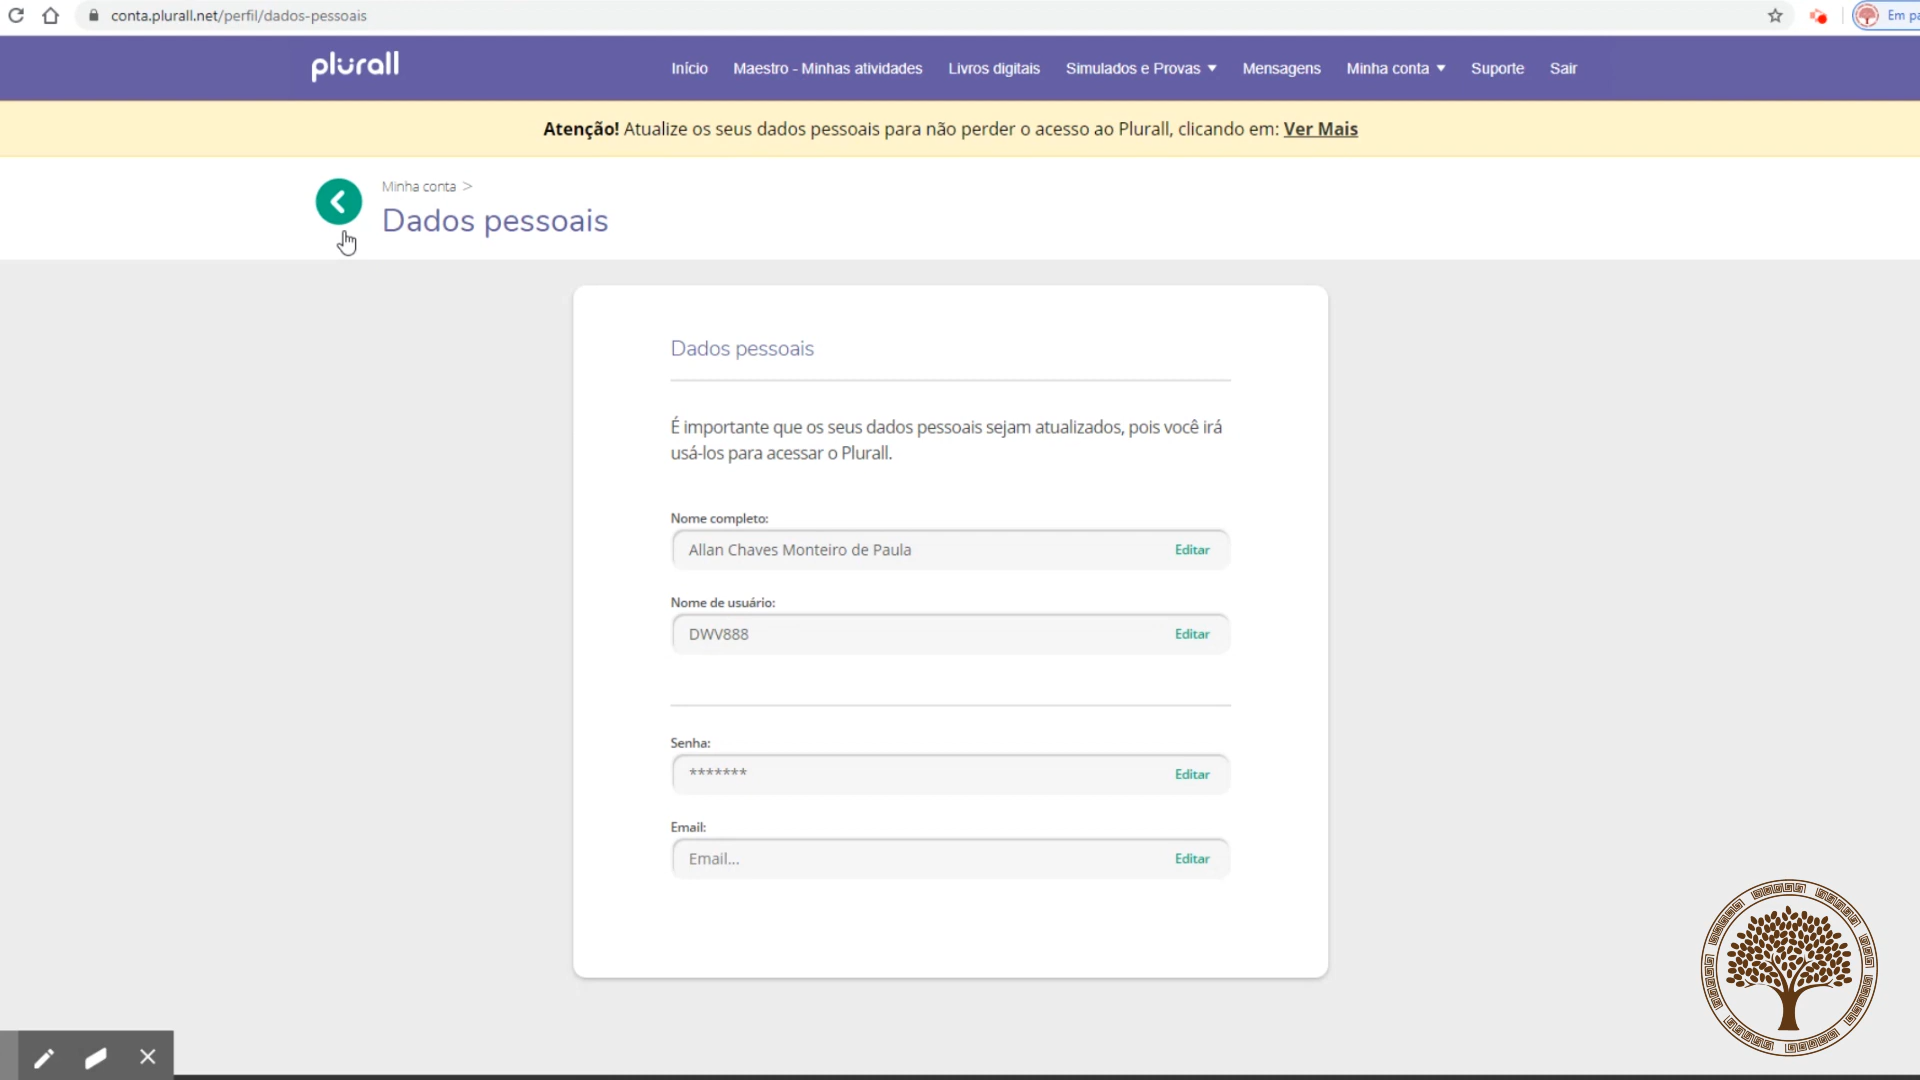 conta.plurall.net/perfil/dados-pessoais
Em pa
plurall
Início Maestro - Minhas atividades Livros digitais Simulados e Provas Mensagens Minha conta Suporte Sair
Atenção! Atualize os seus dados pessoais para não perder o acesso ao Plurall, clicando em: Ver Mais
Minha conta >
Dados pessoais
Dados pessoais
É importante que os seus dados pessoais sejam atualizados, pois você irá
usá-los para acessar o Plurall.
Nome completo:
Allan Chaves Monteiro de Paula Editar
Nome de usuário:
DWV888 Editar
Senha:
******* Editar
Email:
Email... Editar